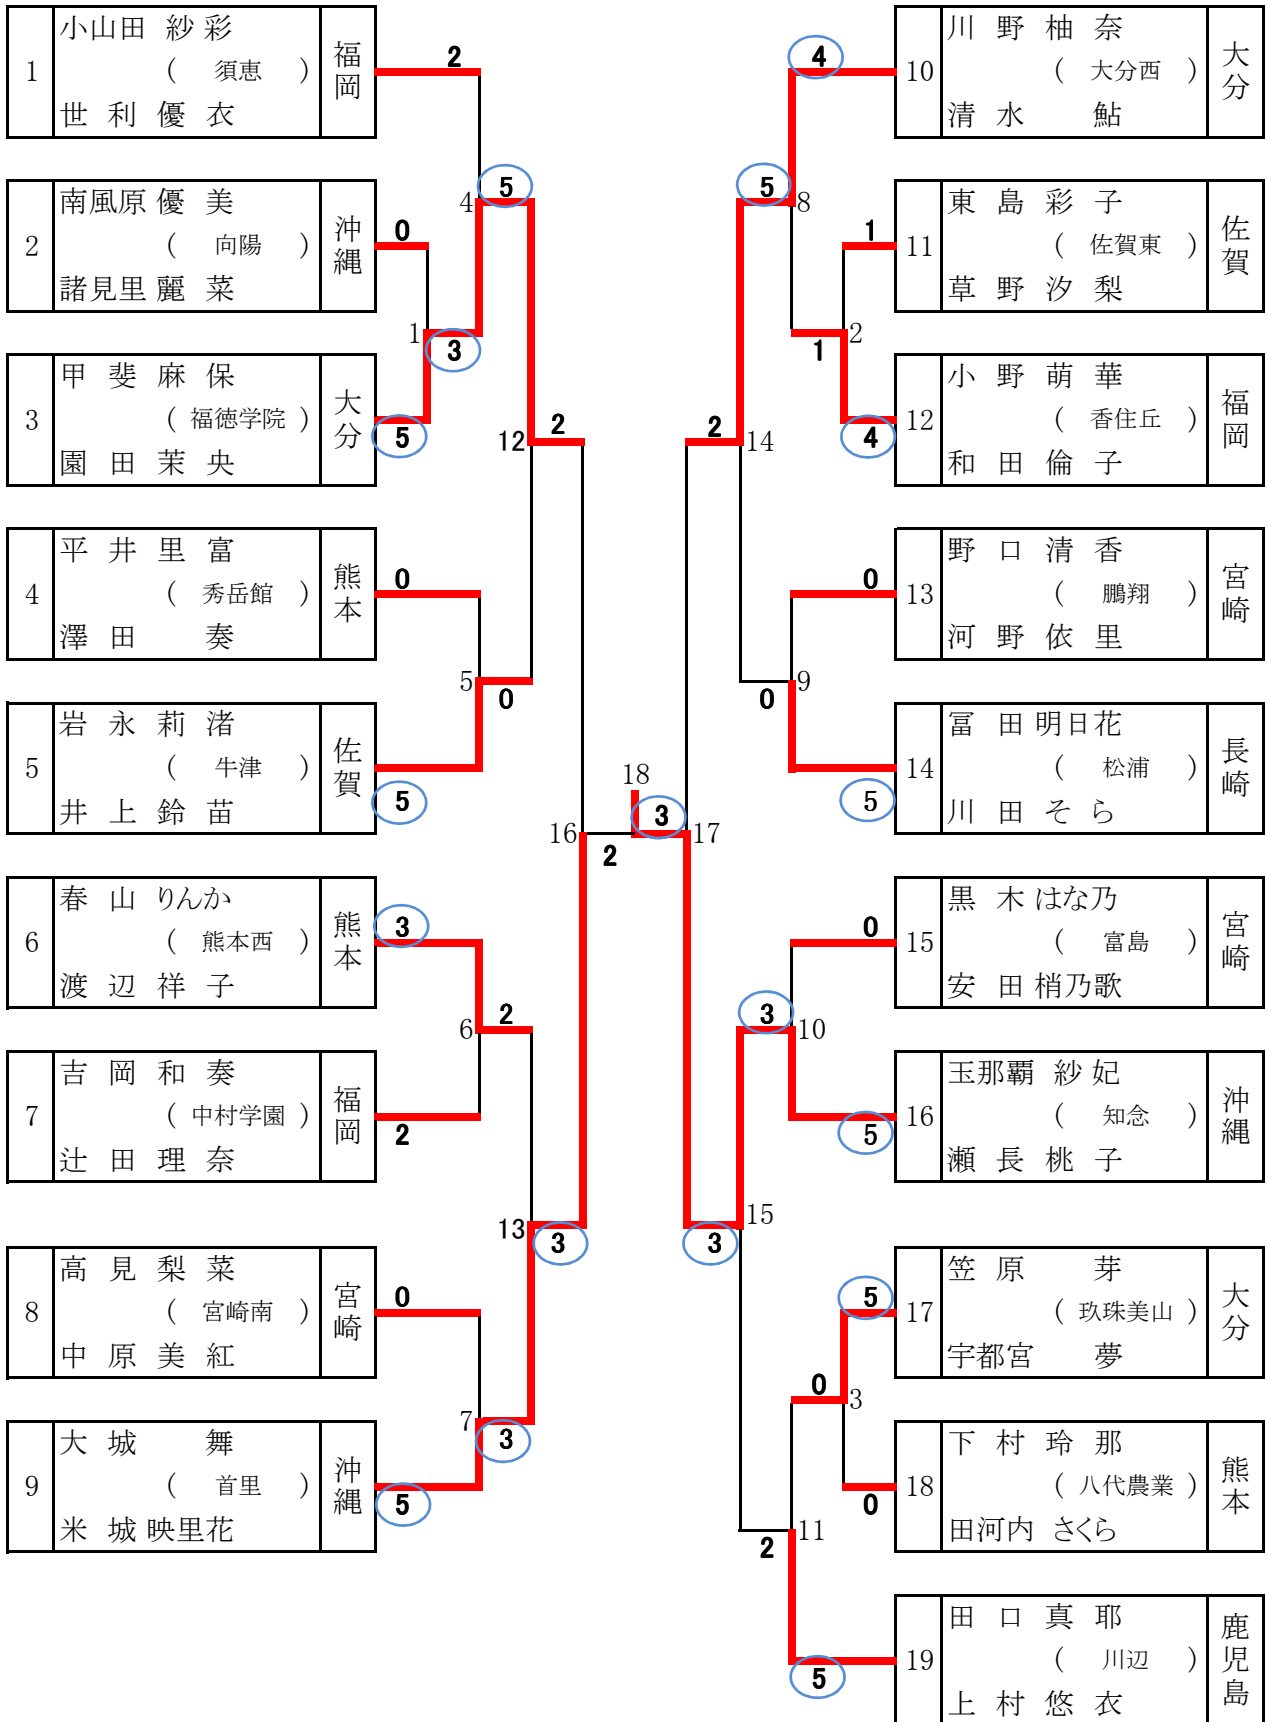 小山田 紗彩
1 ( 須恵 ) 福岡
世利優衣
2
南風原優美
2 ( 向陽 ) 沖縄
諸見里麗菜
0
甲斐麻保
3 ( 福徳学院 ) 大分
園田茉央
5
1
3
4
5
平井里富
4 ( 秀岳館 ) 熊本
澤田 奏
0
岩永莉渚
5 ( 牛津 ) 佐賀
井上鈴苗
5
5
0
12
2
春山りんか
6 ( 熊本西 ) 熊本
渡辺祥子
3
吉岡和奏
7 ( 中村学園 ) 福岡
辻田理奈
2
6
2
高見梨菜
8 ( 宮崎南 ) 宮崎
中原美紅
0
大城 舞
9 ( 首里 ) 沖縄
米城映里花
5
7
3
13
3
16
2
18
3
17
川野柚奈
10 ( 大分西 ) 大分
清水 鮎
4
東島彩子
11 ( 佐賀東 ) 佐賀
草野汐梨
1
小野萌華
12 ( 香住丘 ) 福岡
和田倫子
4
2
1
8
5
野口清香
13 ( 鵬翔 ) 宮崎
河野依里
0
冨田明日花
14 ( 松浦 ) 長崎
川田そら
5
9
0
14
2
黒木はな乃
15 ( 富島 ) 宮崎
安田梢乃歌
0
玉那覇 紗妃
16 ( 知念 ) 沖縄
瀬長桃子
5
10
3
笠原 芽
17 ( 玖珠美山 ) 大分
宇都宮 夢
5
下村玲那
18 ( 八代農業 ) 熊本
田河内 さくら
0
3
0
田口真耶
19 ( 川辺 ) 鹿児島
上村悠衣
5
11
2
15
3